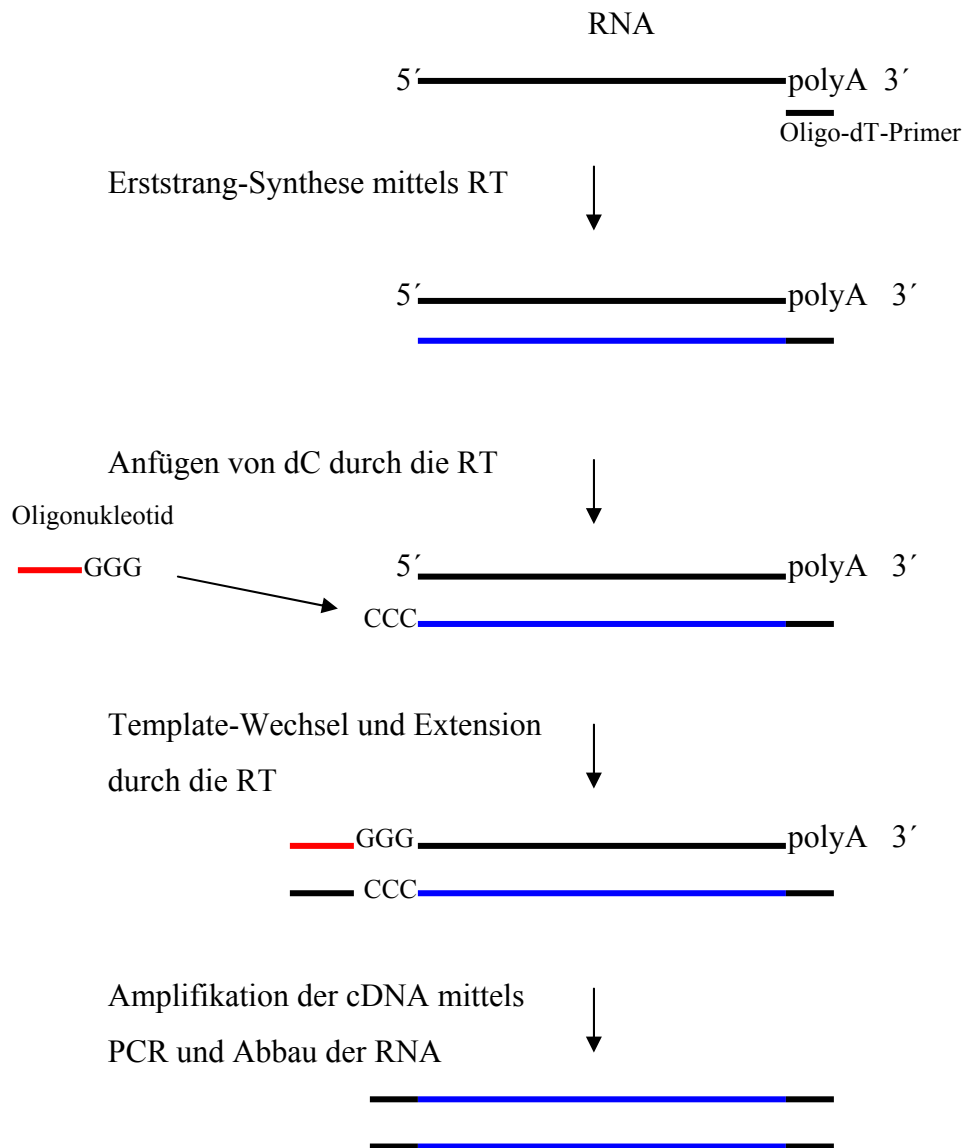 RNA
5´ polyA 3´
Oligo-dT-Primer
Erststrang-Synthese mittels RT
5´ polyA 3´
Anfügen von dC durch die RT
Oligonukleotid
GGG
5´ polyA 3´
CCC
Template-Wechsel und Extension
durch die RT
GGG polyA 3´
CCC
Amplifikation der cDNA mittels
PCR und Abbau der RNA